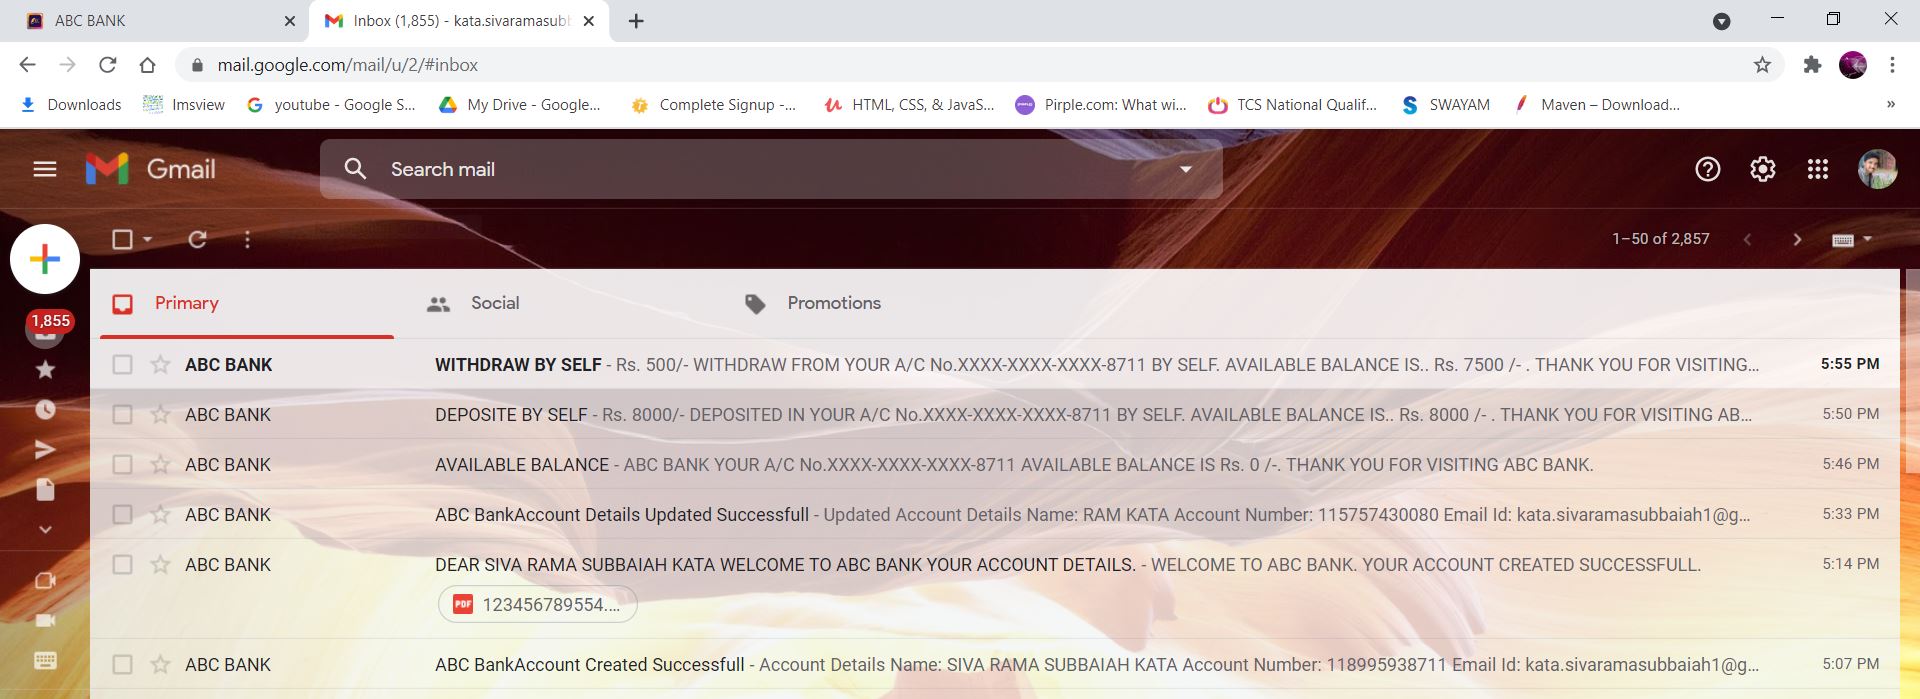 ABC BANK
Inbox (1,855) - kata.sivaramasubb
mail.google.com/mail/u/2/#inbox
Downloads Imsview youtube - Google S... My Drive - Google... Complete Signup -... HTML, CSS, & JavaS... Pirple.com: What wi... TCS National Qualif... SWAYAM Maven – Download... »
Gmail Search mail
1–50 of 2,857
Primary Social Promotions
1,855
ABC BANK WITHDRAW BY SELF - Rs. 500/- WITHDRAW FROM YOUR A/C No.XXXX-XXXX-XXXX-8711 BY SELF. AVAILABLE BALANCE IS.. Rs. 7500 /- . THANK YOU FOR VISITING... 5:55 PM
ABC BANK DEPOSITE BY SELF - Rs. 8000/- DEPOSITED IN YOUR A/C No.XXXX-XXXX-XXXX-8711 BY SELF. AVAILABLE BALANCE IS.. Rs. 8000 /- . THANK YOU FOR VISITING AB... 5:50 PM
ABC BANK AVAILABLE BALANCE - ABC BANK YOUR A/C No.XXXX-XXXX-XXXX-8711 AVAILABLE BALANCE IS Rs. 0 /-. THANK YOU FOR VISITING ABC BANK. 5:46 PM
ABC BANK ABC BankAccount Details Updated Successfull - Updated Account Details Name: RAM KATA Account Number: 115757430080 Email Id: kata.sivaramasubbaiah1@g... 5:33 PM
ABC BANK DEAR SIVA RAMA SUBBAIAH KATA WELCOME TO ABC BANK YOUR ACCOUNT DETAILS. - WELCOME TO ABC BANK. YOUR ACCOUNT CREATED SUCCESSFULL. 5:14 PM
PDF 123456789554....
ABC BANK ABC BankAccount Created Successfull - Account Details Name: SIVA RAMA SUBBAIAH KATA Account Number: 118995938711 Email Id: kata.sivaramasubbaiah1@g... 5:07 PM